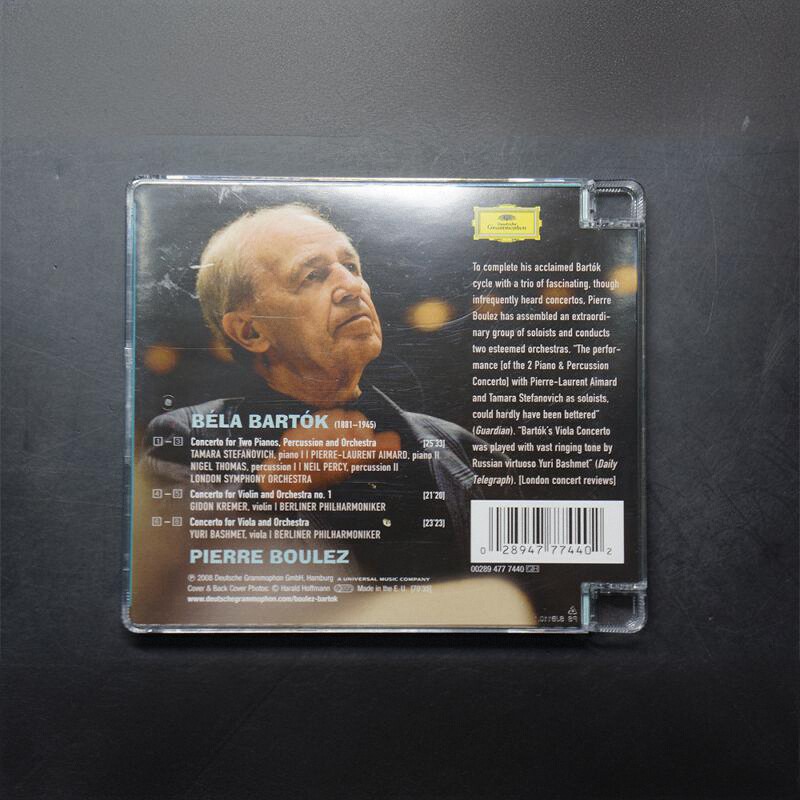 Deutsche
Grammophon
To complete his acclaimed Bartók
cycle with a trio of fascinating, though
infrequently heard concertos, Pierre
Boulez has assembled an extraordi-
nary group of soloists and conducts
two esteemed orchestras. "The perfor-
mance [of the 2 Piano & Percussion
Concerto] with Pierre-Laurent Aimard
and Tamara Stefanovich as soloists,
could hardly have been bettered"
(Guardian). "Bartók's Viola Concerto
was played with vast ringing tone by
Russian virtuoso Yuri Bashmet" (Daily
Telegraph). [London concert reviews]
BÉLA BARTÓK (1881–1945)
1 – 3 Concerto for Two Pianos, Percussion and Orchestra [25'33]
TAMARA STEFANOVICH, piano I | PIERRE-LAURENT AIMARD, piano II
NIGEL THOMAS, percussion I | NEIL PERCY, percussion II
LONDON SYMPHONY ORCHESTRA
4 – 5 Concerto for Violin and Orchestra no. 1 [21'20]
GIDON KREMER, violin | BERLINER PHILHARMONIKER
6 – 8 Concerto for Viola and Orchestra [23'23]
YURI BASHMET, viola | BERLINER PHILHARMONIKER
PIERRE BOULEZ
℗ 2008 Deutsche Grammophon GmbH, Hamburg A UNIVERSAL MUSIC COMPANY
Cover & Back Cover Photos: © Harald Hoffmann Made in the E. U. [70'35]
www.deutschegrammophon.com/boulez-bartok
0 28947 77440 2
00289 477 7440 GH